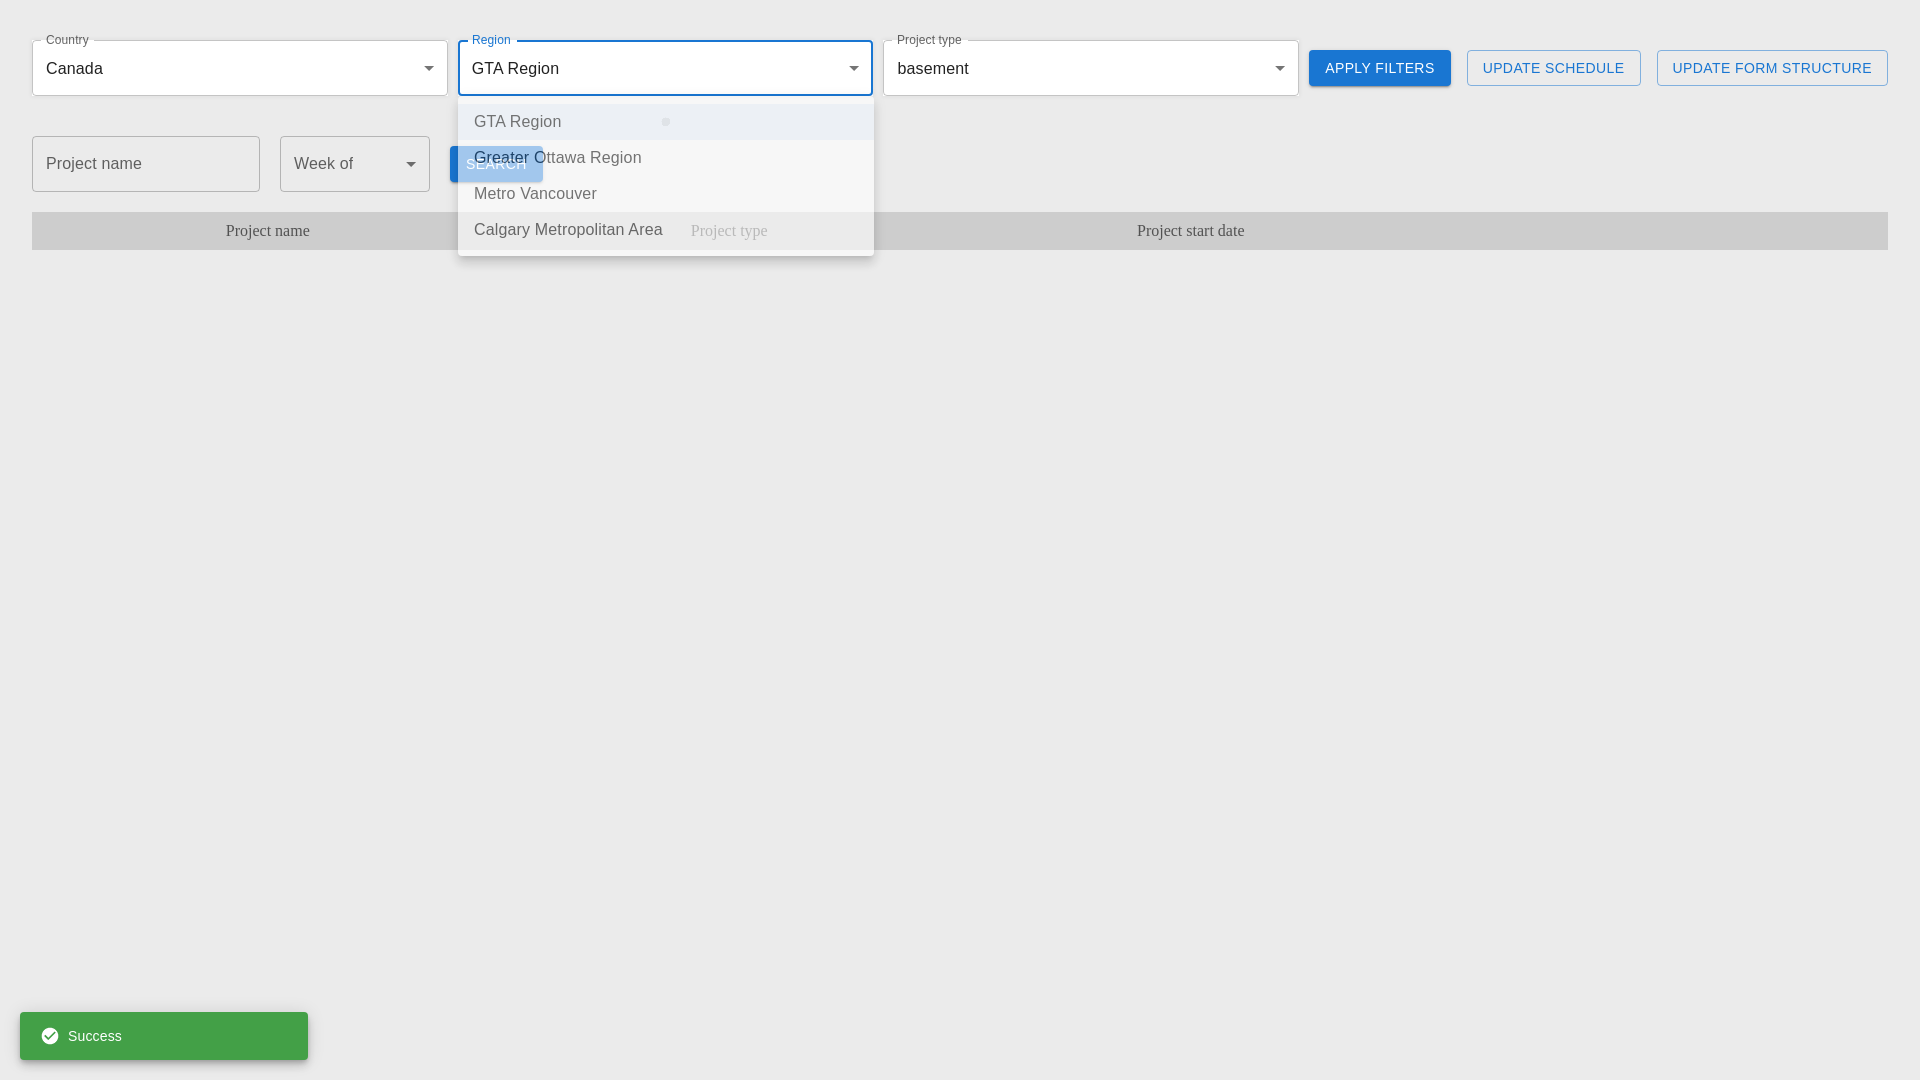 Country
Canada
Region
GTA Region
Project type
basement
APPLY FILTERS
UPDATE SCHEDULE
UPDATE FORM STRUCTURE
GTA Region
Greater Ottawa Region
Metro Vancouver
Calgary Metropolitan Area
Project name
Week of
SEARCH
Project name
Project type
Project start date
Success